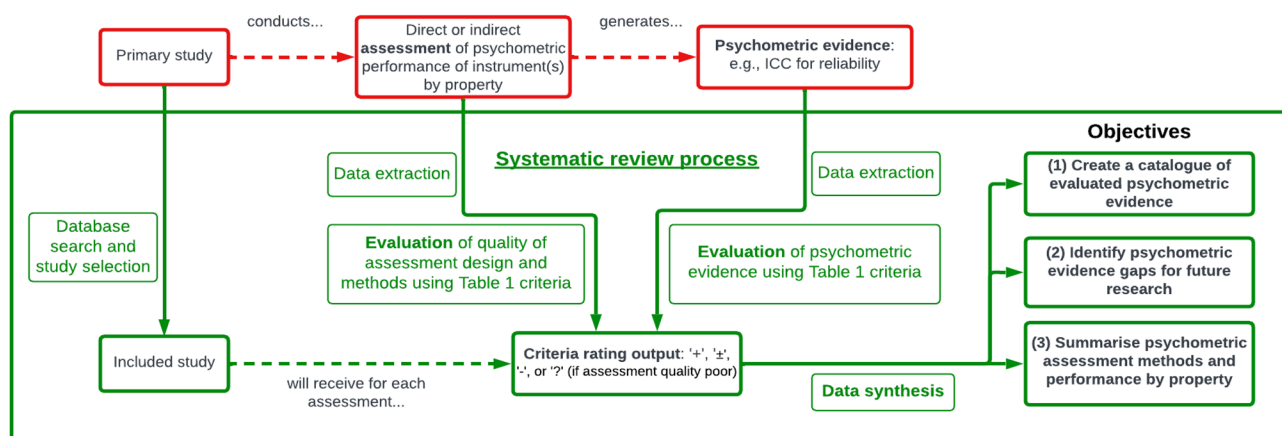 conducts...
generates...
Primary study
Direct or indirect
assessment of psychometric
performance of instrument(s)
by property
Psychometric evidence:
e.g., ICC for reliability
Objectives
Systematic review process
Data extraction
Data extraction
(1) Create a catalogue of
evaluated psychometric
evidence
Database
search and
study selection
Evaluation of quality of
assessment design and
methods using Table 1 criteria
Evaluation of psychometric
evidence using Table 1 criteria
(2) Identify psychometric
evidence gaps for future
research
Included study
will receive for each
assessment...
Criteria rating output: '+', '±',
'-', or '?' (if assessment quality poor)
Data synthesis
(3) Summarise psychometric
assessment methods and
performance by property